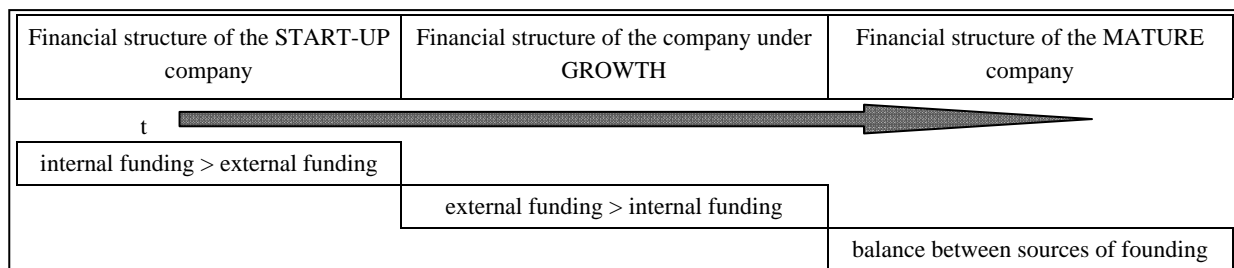 Financial structure of the START-UP
company
Financial structure of the company under
GROWTH
Financial structure of the MATURE
company
t
internal funding > external funding
external funding > internal funding
balance between sources of founding